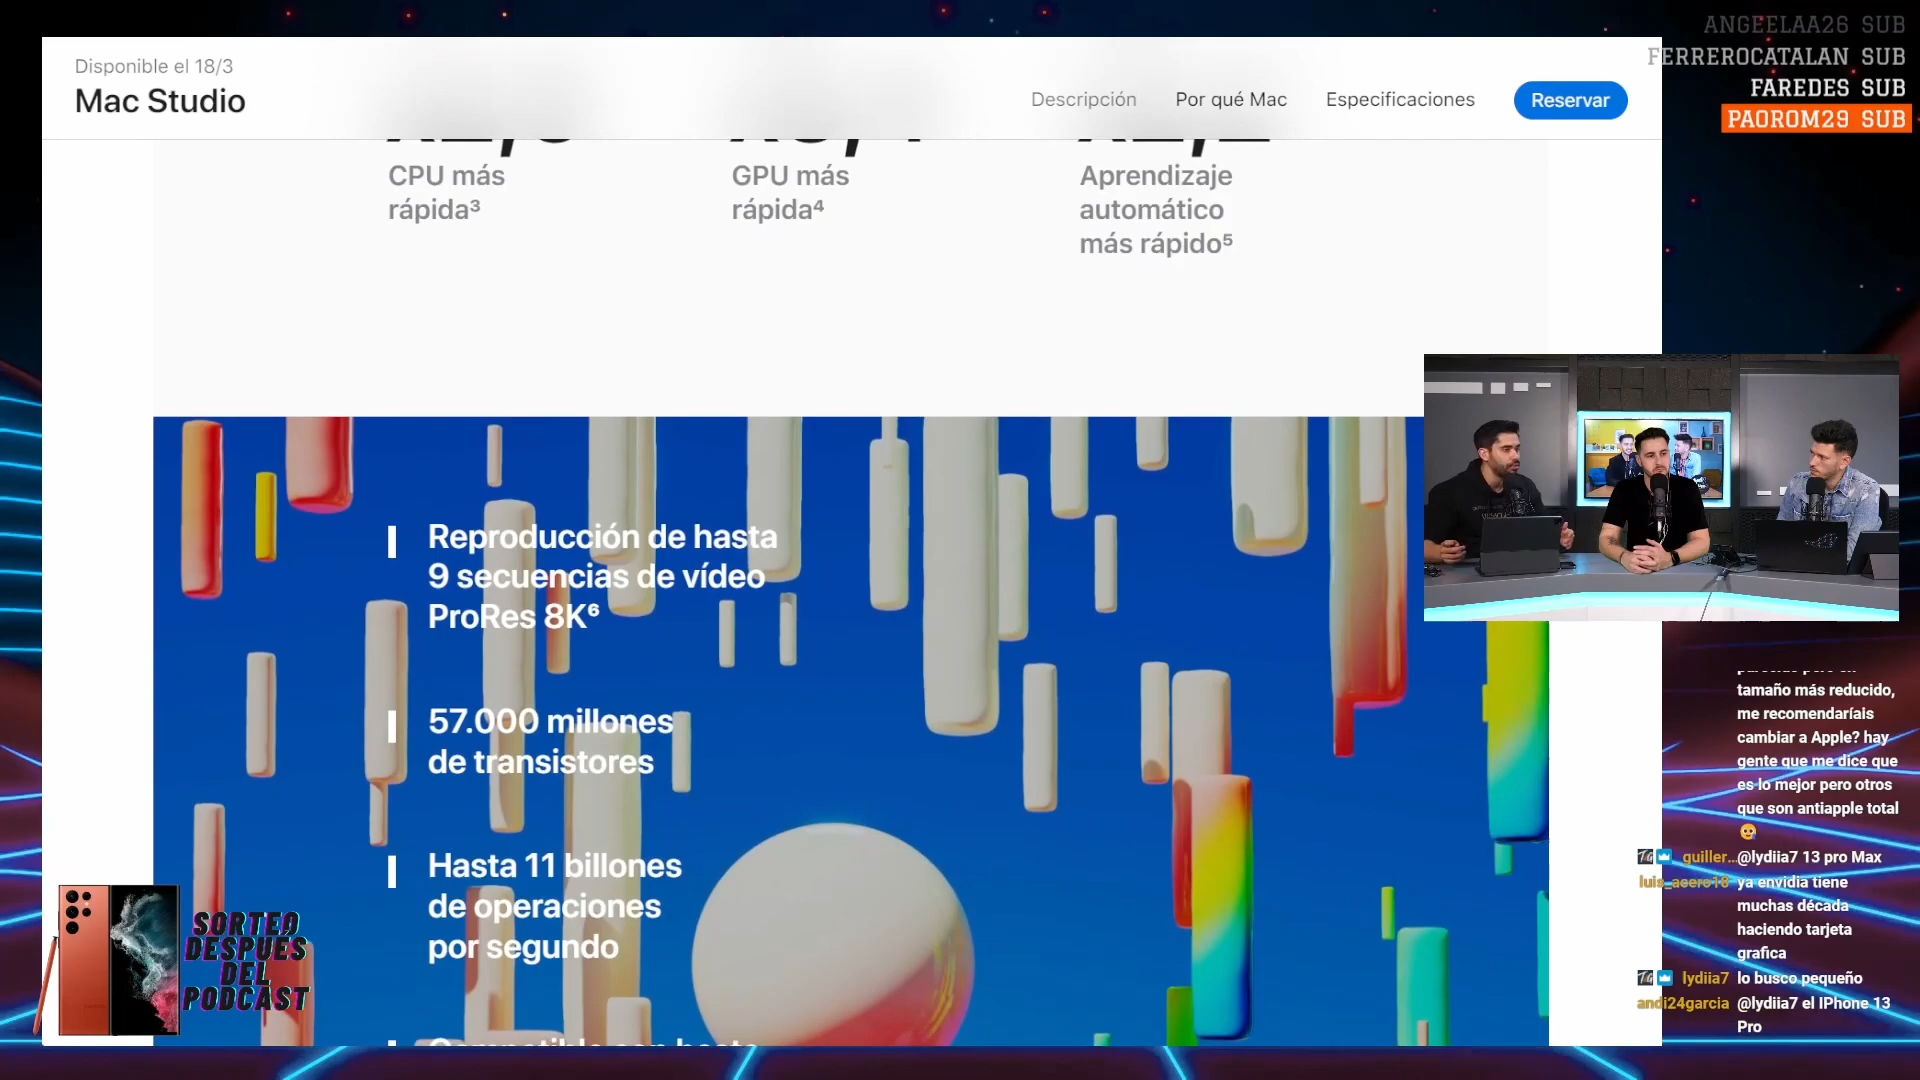 Disponible el 18/3
Mac Studio
Descripción
Por qué Mac
Especificaciones
Reservar
ANGEELAA26 SUB
FERREROCATALAN SUB
FAREDES SUB
PAOROM29 SUB
CPU más
rápida³
GPU más
rápida⁴
Aprendizaje
automático
más rápido⁵
Reproducción de hasta
9 secuencias de vídeo
ProRes 8K⁶
57.000 millones
de transistores
Hasta 11 billones
de operaciones
por segundo
SORTEO
DESPUÉS
DEL
PODCAST
tamaño más reducido,
me recomendaríais
cambiar a Apple? hay
gente que me dice que
es lo mejor pero otros
que son antiapple total
guiller... @lydiia7 13 pro Max
luis_acero18 ya envidia tiene
muchas década
haciendo tarjeta
grafica
lydiia7 lo busco pequeño
andi24garcia @lydiia7 el IPhone 13
Pro